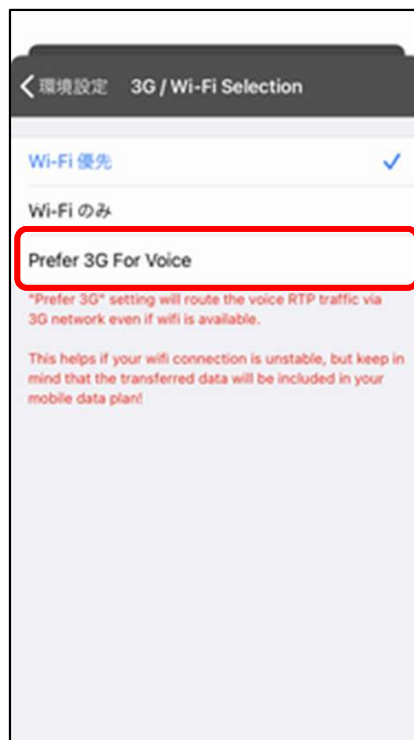 環境設定 3G / Wi-Fi Selection
Wi-Fi 優先
Wi-Fi のみ
Prefer 3G For Voice
"Prefer 3G" setting will route the voice RTP traffic via
3G network even if wifi is available.
This helps if your wifi connection is unstable, but keep in
mind that the transferred data will be included in your
mobile data plan!